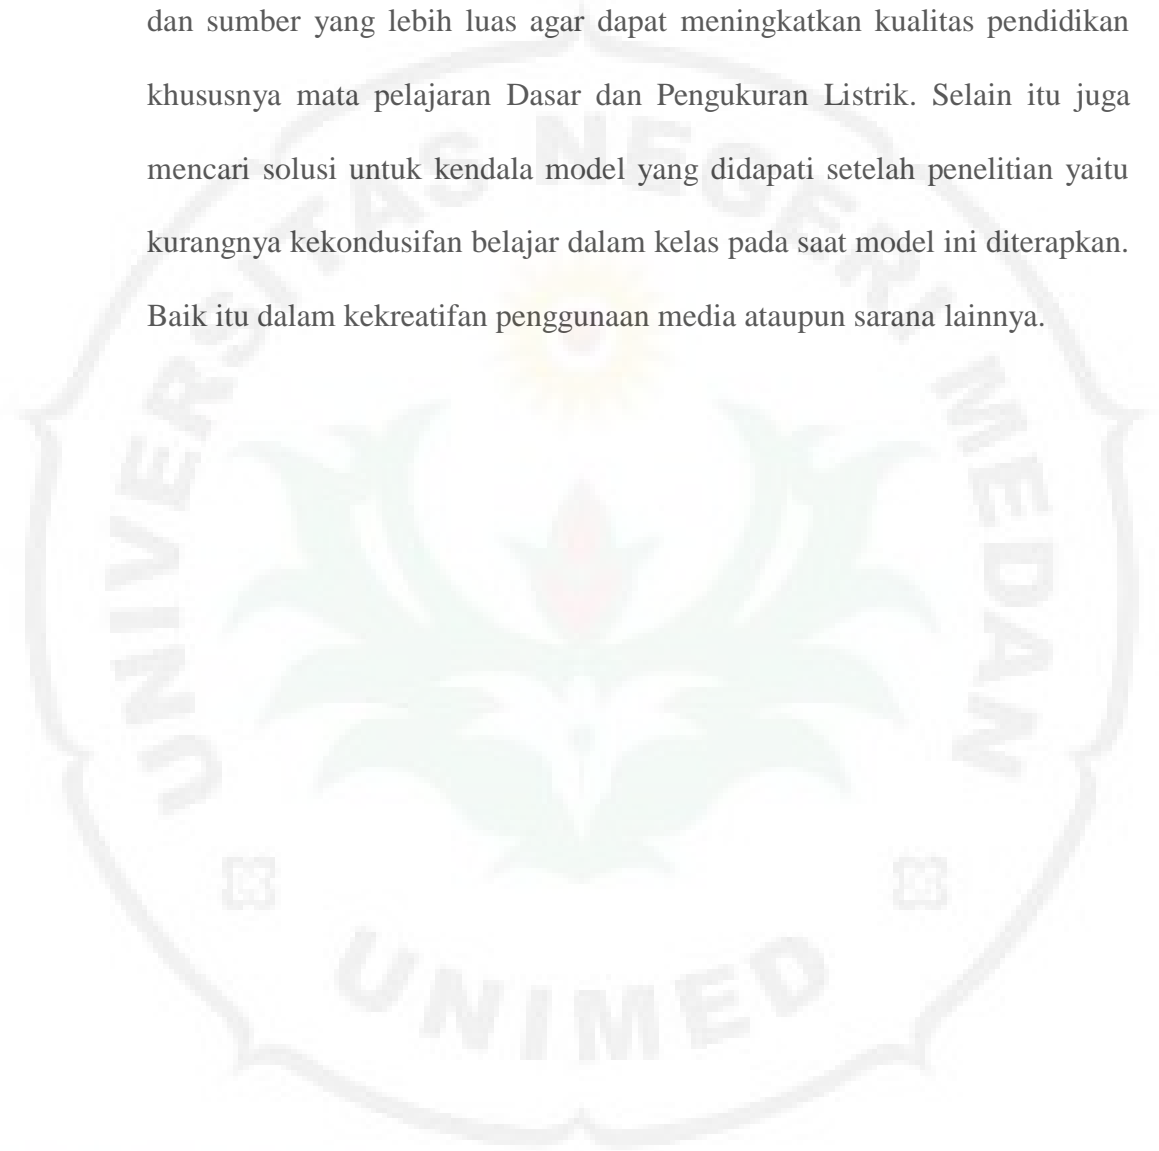 dan sumber yang lebih luas agar dapat meningkatkan kualitas pendidikan
khususnya mata pelajaran Dasar dan Pengukuran Listrik. Selain itu juga
mencari solusi untuk kendala model yang didapati setelah penelitian yaitu
kurangnya kekondusifan belajar dalam kelas pada saat model ini diterapkan.
Baik itu dalam kekreatifan penggunaan media ataupun sarana lainnya.
UNIVERSITAS NEGERI MEDAN
UNIMED